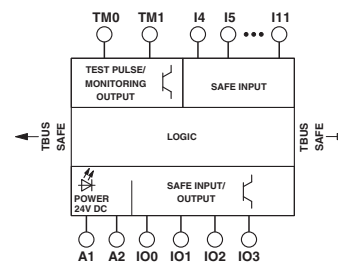 TM0 TM1 I4 I5 ••• I11
TEST PULSE/
MONITORING
OUTPUT
SAFE INPUT
TBUS
SAFE
LOGIC
TBUS
SAFE
POWER
24V DC
SAFE INPUT/
OUTPUT
A1 A2 IO0 IO1 IO2 IO3